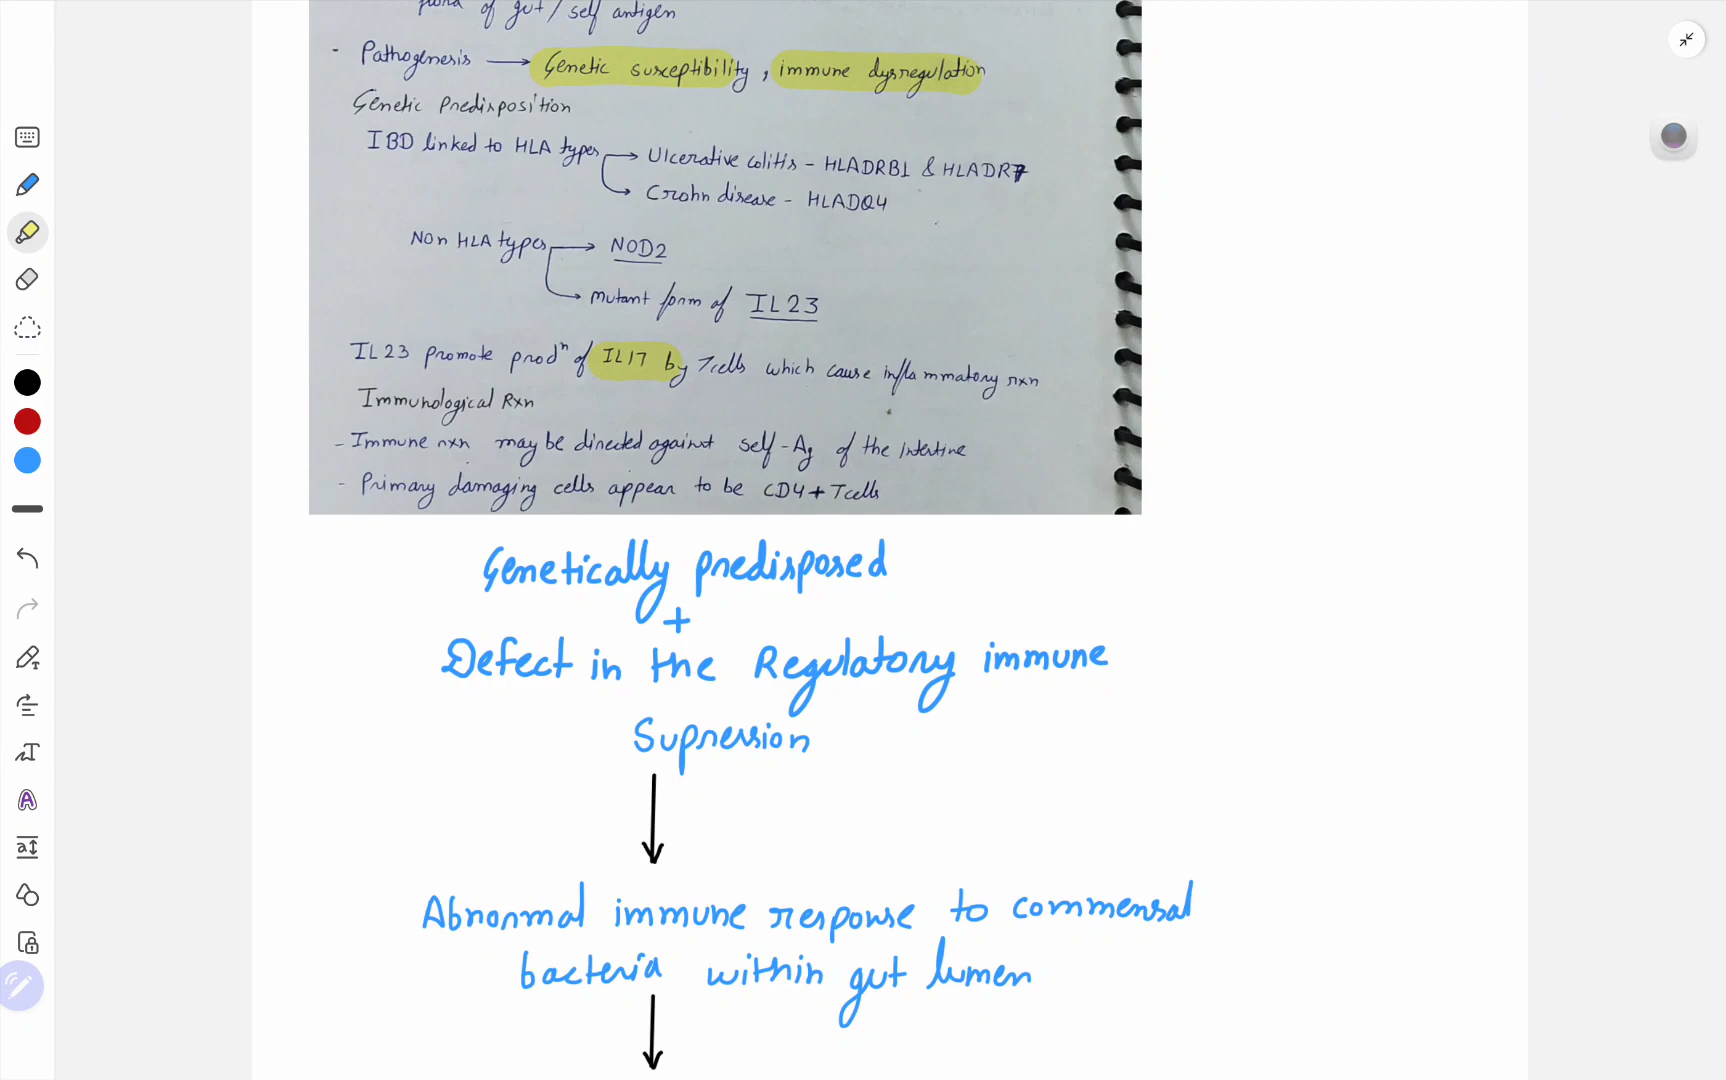 flora of gut / self antigen
- Pathogenesis → Genetic susceptibility, immune dysregulation
Genetic Predisposition
IBD linked to HLA types → Ulcerative colitis - HLADRB1 & HLADR7
→ Crohn disease - HLADQ4
Non HLA types → NOD2
→ mutant form of IL23
IL23 promote prodⁿ of IL17 by Tcells which cause inflammatory rxn
Immunological Rxn
- Immune rxn may be directed against self-Ag of the intestine
- Primary damaging cells appear to be CD4+ Tcells
Genetically predisposed
+
Defect in the Regulatory immune
Supression
↓
Abnormal immune response to commensal
bacteria within gut lumen
↓